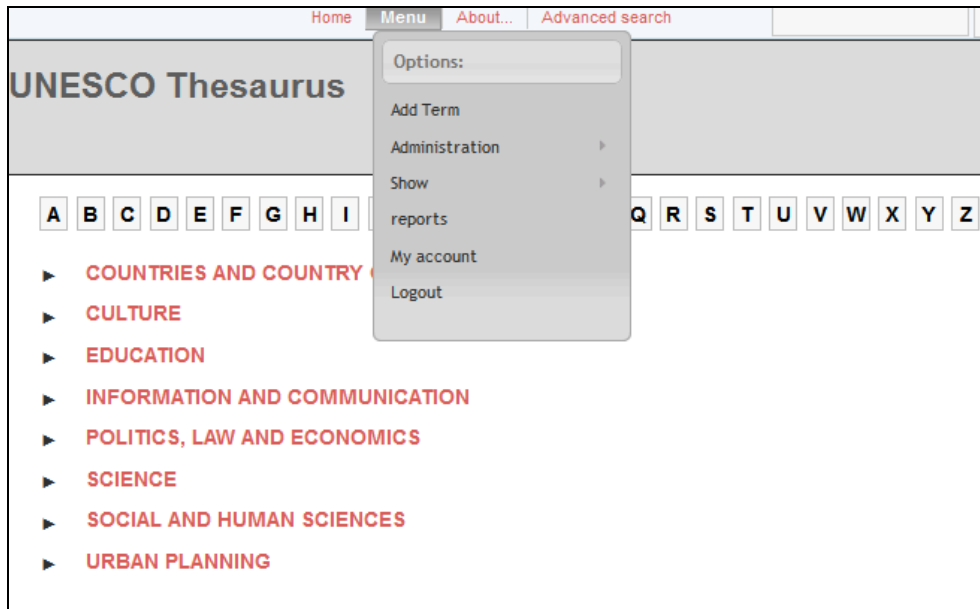 Home Menu About... Advanced search
Options:
UNESCO Thesaurus
Add Term
Administration
Show
reports
My account
Logout
A B C D E F G H I Q R S T U V W X Y Z
COUNTRIES AND COUNTRY
CULTURE
EDUCATION
INFORMATION AND COMMUNICATION
POLITICS, LAW AND ECONOMICS
SCIENCE
SOCIAL AND HUMAN SCIENCES
URBAN PLANNING